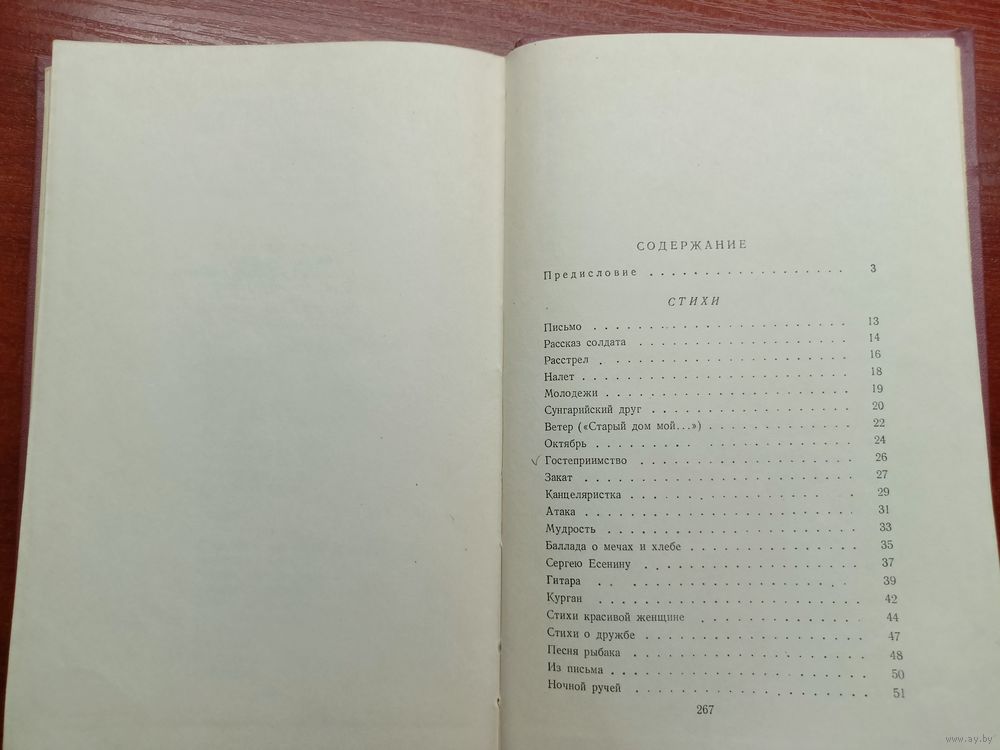 СОДЕРЖАНИЕ
Предисловие . . . . . . . . . . . . . . . . . . 3
СТИХИ
Письмо . . . . . . . . . . . . . . . . . . 13
Рассказ солдата . . . . . . . . . . . . . . . . . . 14
Расстрел . . . . . . . . . . . . . . . . . . 16
Налет . . . . . . . . . . . . . . . . . . 18
Молодежи . . . . . . . . . . . . . . . . . . 19
Сунгарийский друг . . . . . . . . . . . . . . . . . . 20
Ветер («Старый дом мой...») . . . . . . . . . . . . 22
Октябрь . . . . . . . . . . . . . . . . . . 24
Гостеприимство . . . . . . . . . . . . . . . . . . 26
Закат . . . . . . . . . . . . . . . . . . 27
Канцеляристка . . . . . . . . . . . . . . . . . . 29
Атака . . . . . . . . . . . . . . . . . . 31
Мудрость . . . . . . . . . . . . . . . . . . 33
Баллада о мечах и хлебе . . . . . . . . . . . . . . 35
Сергею Есенину . . . . . . . . . . . . . . . . . . 37
Гитара . . . . . . . . . . . . . . . . . . 39
Курган . . . . . . . . . . . . . . . . . . 42
Стихи красивой женщине . . . . . . . . . . . . . . 44
Стихи о дружбе . . . . . . . . . . . . . . . . . . 47
Песня рыбака . . . . . . . . . . . . . . . . . . 48
Из письма . . . . . . . . . . . . . . . . . . 50
Ночной ручей . . . . . . . . . . . . . . . . . . 51
267
www.ay.by